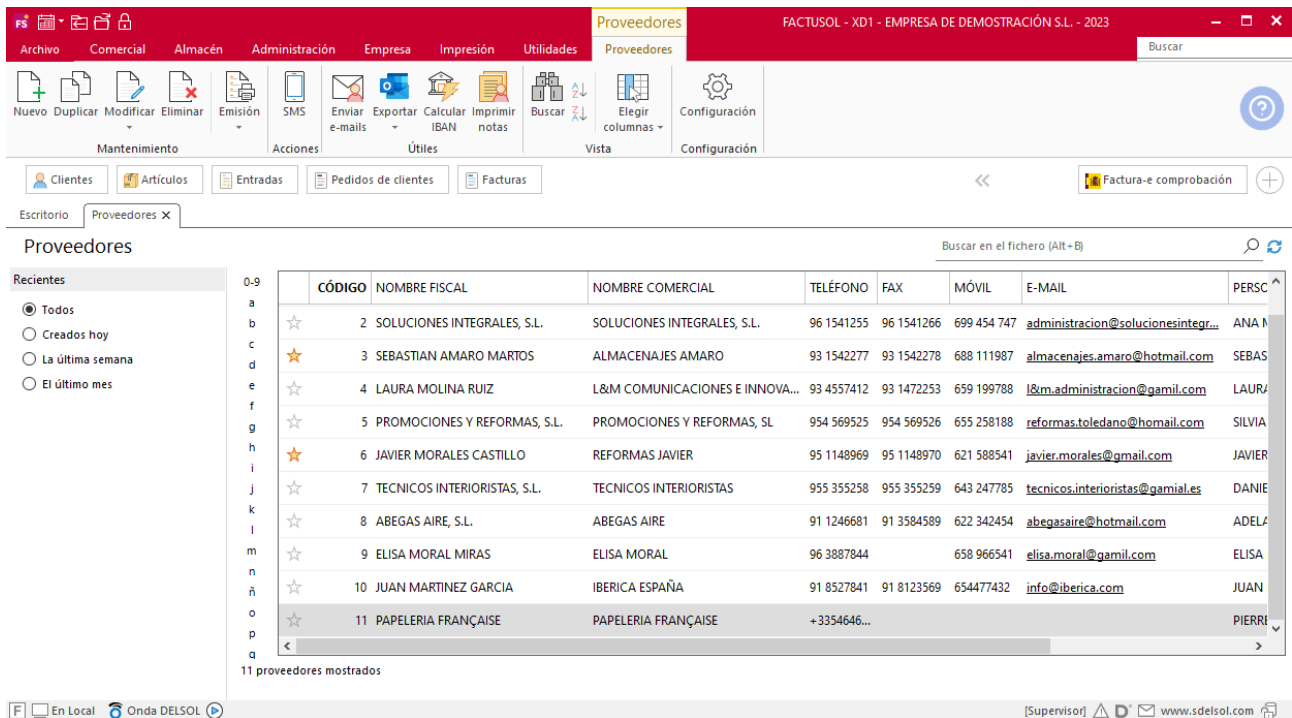 FS Proveedores FACTUSOL - XD1 - EMPRESA DE DEMOSTRACIÓN S.L. - 2023
Archivo Comercial Almacén Administración Empresa Impresión Utilidades Proveedores Buscar
Nuevo Duplicar Modificar Eliminar Emisión SMS Enviar e-mails Exportar Calcular IBAN Imprimir notas Buscar Elegir columnas Configuración
Mantenimiento Acciones Útiles Vista Configuración
Clientes Artículos Entradas Pedidos de clientes Facturas Factura-e comprobación
Escritorio Proveedores
Proveedores Buscar en el fichero (Alt+B)
Recientes
Todos
Creados hoy
La última semana
El último mes
0-9
a
b
c
d
e
f
g
h
i
j
k
l
m
n
ñ
o
p
q
CÓDIGO NOMBRE FISCAL NOMBRE COMERCIAL TELÉFONO FAX MÓVIL E-MAIL PERSC
2 SOLUCIONES INTEGRALES, S.L. SOLUCIONES INTEGRALES, S.L. 96 1541255 96 1541266 699 454 747 administracion@solucionesintegr... ANA
3 SEBASTIAN AMARO MARTOS ALMACENAJES AMARO 93 1542277 93 1542278 688 111987 almacenajes.amaro@hotmail.com SEBAS
4 LAURA MOLINA RUIZ L&M COMUNICACIONES E INNOVA... 93 4557412 93 1472253 659 199788 l&m.administracion@gamil.com LAURA
5 PROMOCIONES Y REFORMAS, S.L. PROMOCIONES Y REFORMAS, SL 954 569525 954 569526 655 258188 reformas.toledano@homail.com SILVIA
6 JAVIER MORALES CASTILLO REFORMAS JAVIER 95 1148969 95 1148970 621 588541 javier.morales@gmail.com JAVIER
7 TECNICOS INTERIORISTAS, S.L. TECNICOS INTERIORISTAS 955 355258 955 355259 643 247785 tecnicos.interioristas@gamial.es DANIE
8 ABEGAS AIRE, S.L. ABEGAS AIRE 91 1246681 91 3584589 622 342454 abegasaire@hotmail.com ADELA
9 ELISA MORAL MIRAS ELISA MORAL 96 3887844 658 966541 elisa.moral@gamil.com ELISA
10 JUAN MARTINEZ GARCIA IBERICA ESPAÑA 91 8527841 91 8123569 654477432 info@iberica.com JUAN
11 PAPELERIA FRANÇAISE PAPELERIA FRANÇAISE +3354646... PIERRE
11 proveedores mostrados
F En Local Onda DELSOL [Supervisor] D www.sdelsol.com